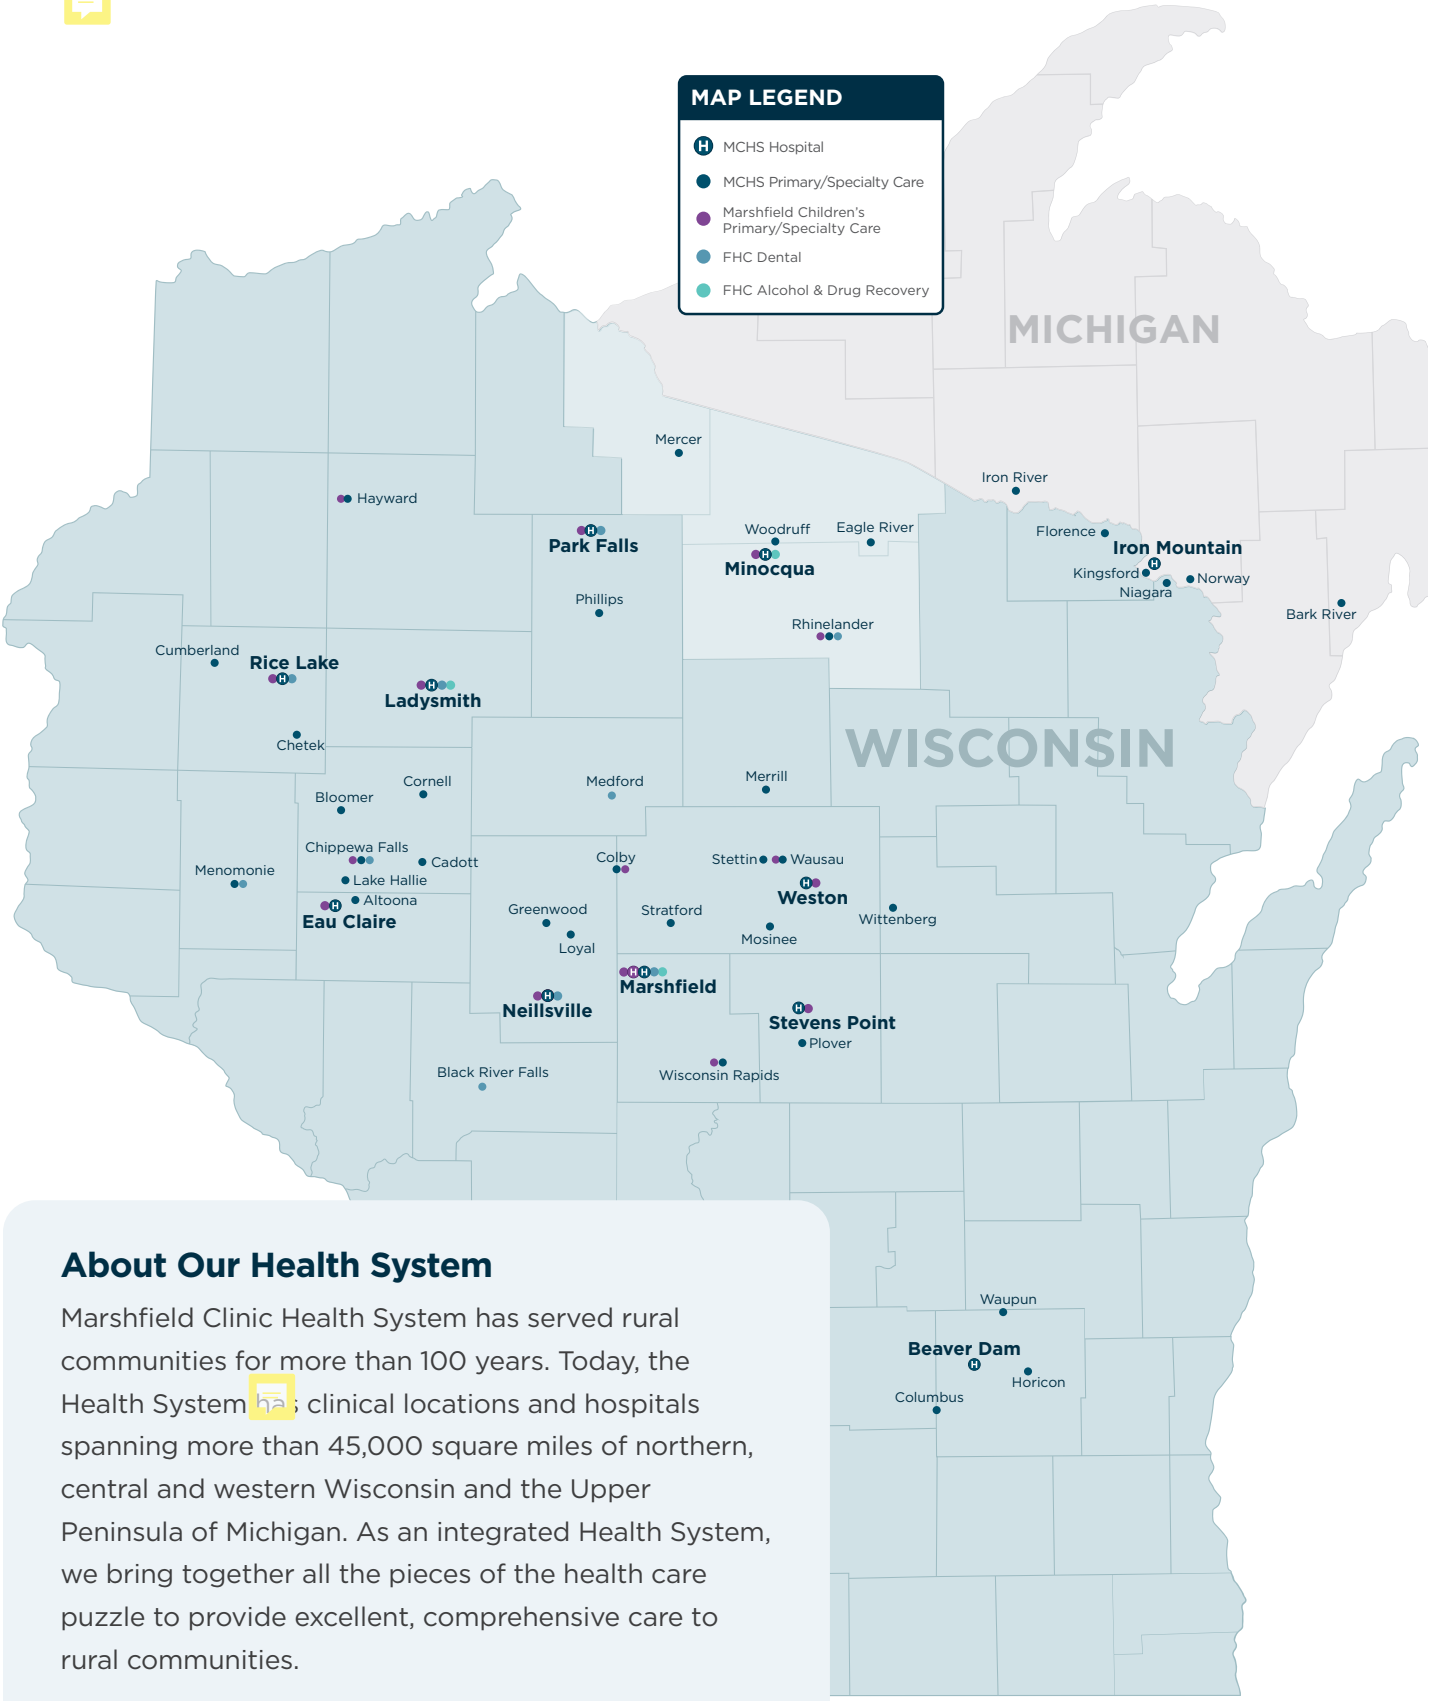 MAP LEGEND
H MCHS Hospital
MCHS Primary/Specialty Care
Marshfield Children's
Primary/Specialty Care
FHC Dental
FHC Alcohol & Drug Recovery
MICHIGAN
Mercer
Iron River
Hayward
Woodruff
Eagle River
Florence
H
Park Falls
Iron Mountain
H
H
Minocqua
Kingsford
Norway
Niagara
Phillips
Bark River
Rhinelander
Cumberland
Rice Lake
H
H
Ladysmith
Chetek
WISCONSIN
Cornell
Medford
Merrill
Bloomer
Chippewa Falls
Cadott
Colby
Stettin
Wausau
Menomonie
Lake Hallie
H
Weston
Altoona
H
Eau Claire
Greenwood
Stratford
Wittenberg
Loyal
Mosinee
H H
Marshfield
H
Neillsville
H
Stevens Point
Plover
Black River Falls
Wisconsin Rapids
Waupun
Beaver Dam
H
Horicon
Columbus
About Our Health System
Marshfield Clinic Health System has served rural
communities for more than 100 years. Today, the
Health System has clinical locations and hospitals
spanning more than 45,000 square miles of northern,
central and western Wisconsin and the Upper
Peninsula of Michigan. As an integrated Health System,
we bring together all the pieces of the health care
puzzle to provide excellent, comprehensive care to
rural communities.